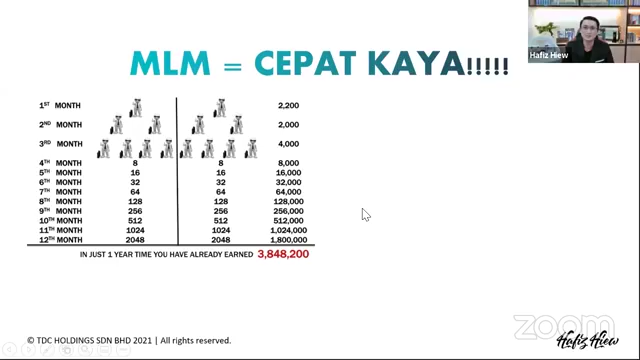 MLM = CEPAT KAYA!!!!!
Hafiz Hiew
1ST MONTH 2,200
2ND MONTH 2,000
3RD MONTH 4,000
4TH MONTH 8 8 8,000
5TH MONTH 16 16 16,000
6TH MONTH 32 32 32,000
7TH MONTH 64 64 64,000
8TH MONTH 128 128 128,000
9TH MONTH 256 256 256,000
10TH MONTH 512 512 512,000
11TH MONTH 1024 1024 1,024,000
12TH MONTH 2048 2048 1,800,000
IN JUST 1 YEAR TIME YOU HAVE ALREADY EARNED 3,848,200
zoom
© TDC HOLDINGS SDN BHD 2021 | All rights reserved.
Hafiz Hiew